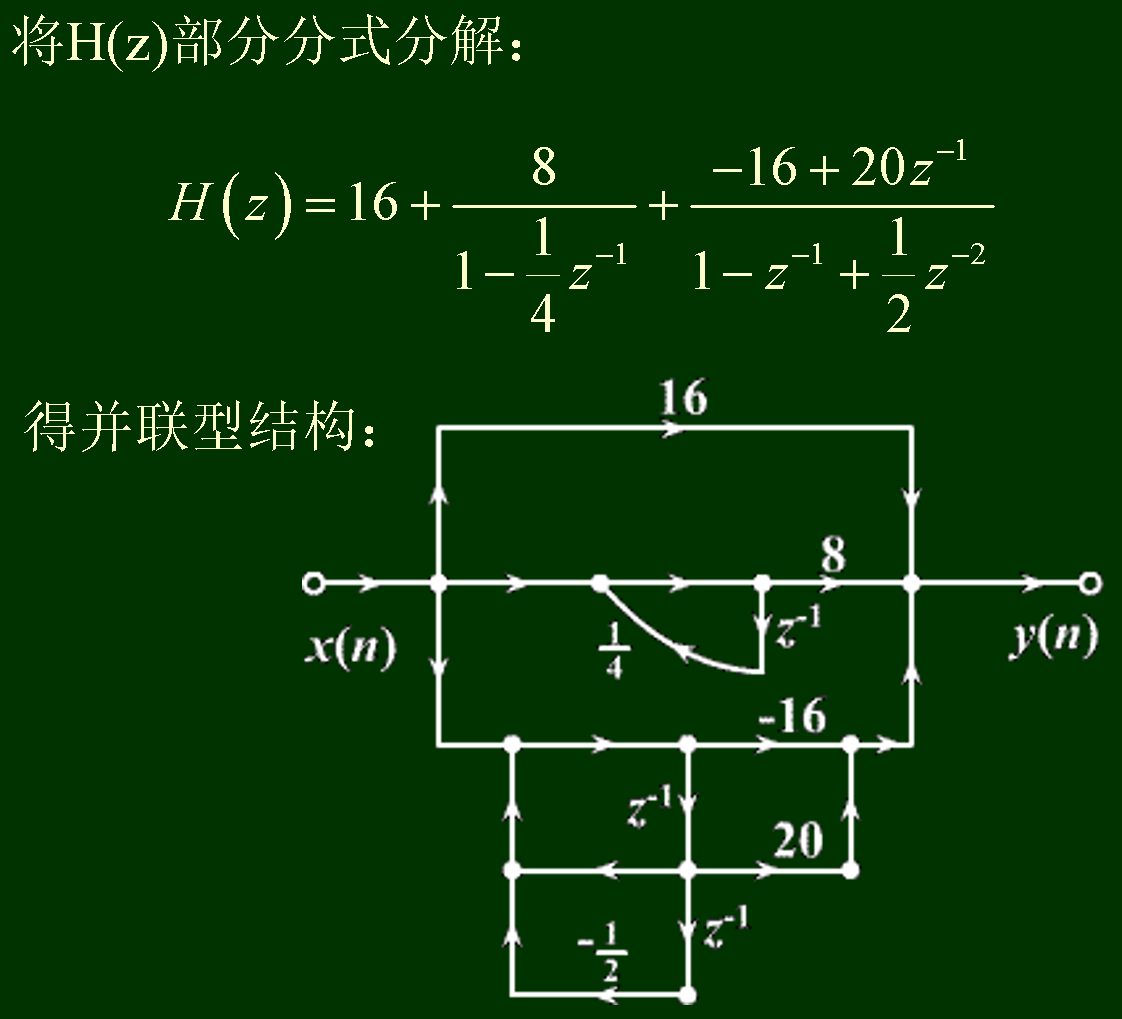 将H(z)部分分式分解：
H(z) = 16 + \frac{8}{1 - \frac{1}{4}z^{-1}} + \frac{-16 + 20z^{-1}}{1 - z^{-1} + \frac{1}{2}z^{-2}}
得并联型结构：
16
8
x(n)
1/4
z^{-1}
y(n)
-16
z^{-1}
20
z^{-1}
-1/2